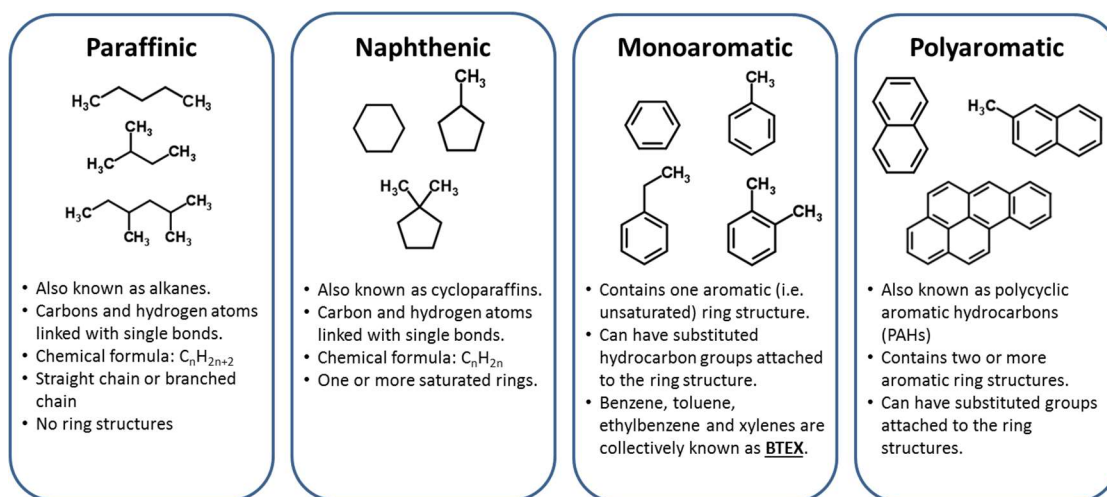 Paraffinic
H₃C CH₃
CH₃
H₃C CH₃
H₃C CH₃
CH₃ CH₃
• Also known as alkanes.
• Carbons and hydrogen atoms
linked with single bonds.
• Chemical formula: CₙH₂ₙ₊₂
• Straight chain or branched
chain
• No ring structures
Naphthenic
CH₃
H₃C CH₃
• Also known as cycloparaffins.
• Carbon and hydrogen atoms
linked with single bonds.
• Chemical formula: CₙH₂ₙ
• One or more saturated rings.
Monoaromatic
CH₃
CH₃
CH₃
CH₃
• Contains one aromatic (i.e.
unsaturated) ring structure.
• Can have substituted
hydrocarbon groups attached
to the ring structure.
• Benzene, toluene,
ethylbenzene and xylenes are
collectively known as BTEX.
Polyaromatic
H₃C
• Also known as polycyclic
aromatic hydrocarbons
(PAHs)
• Contains two or more
aromatic ring structures.
• Can have substituted groups
attached to the ring
structures.